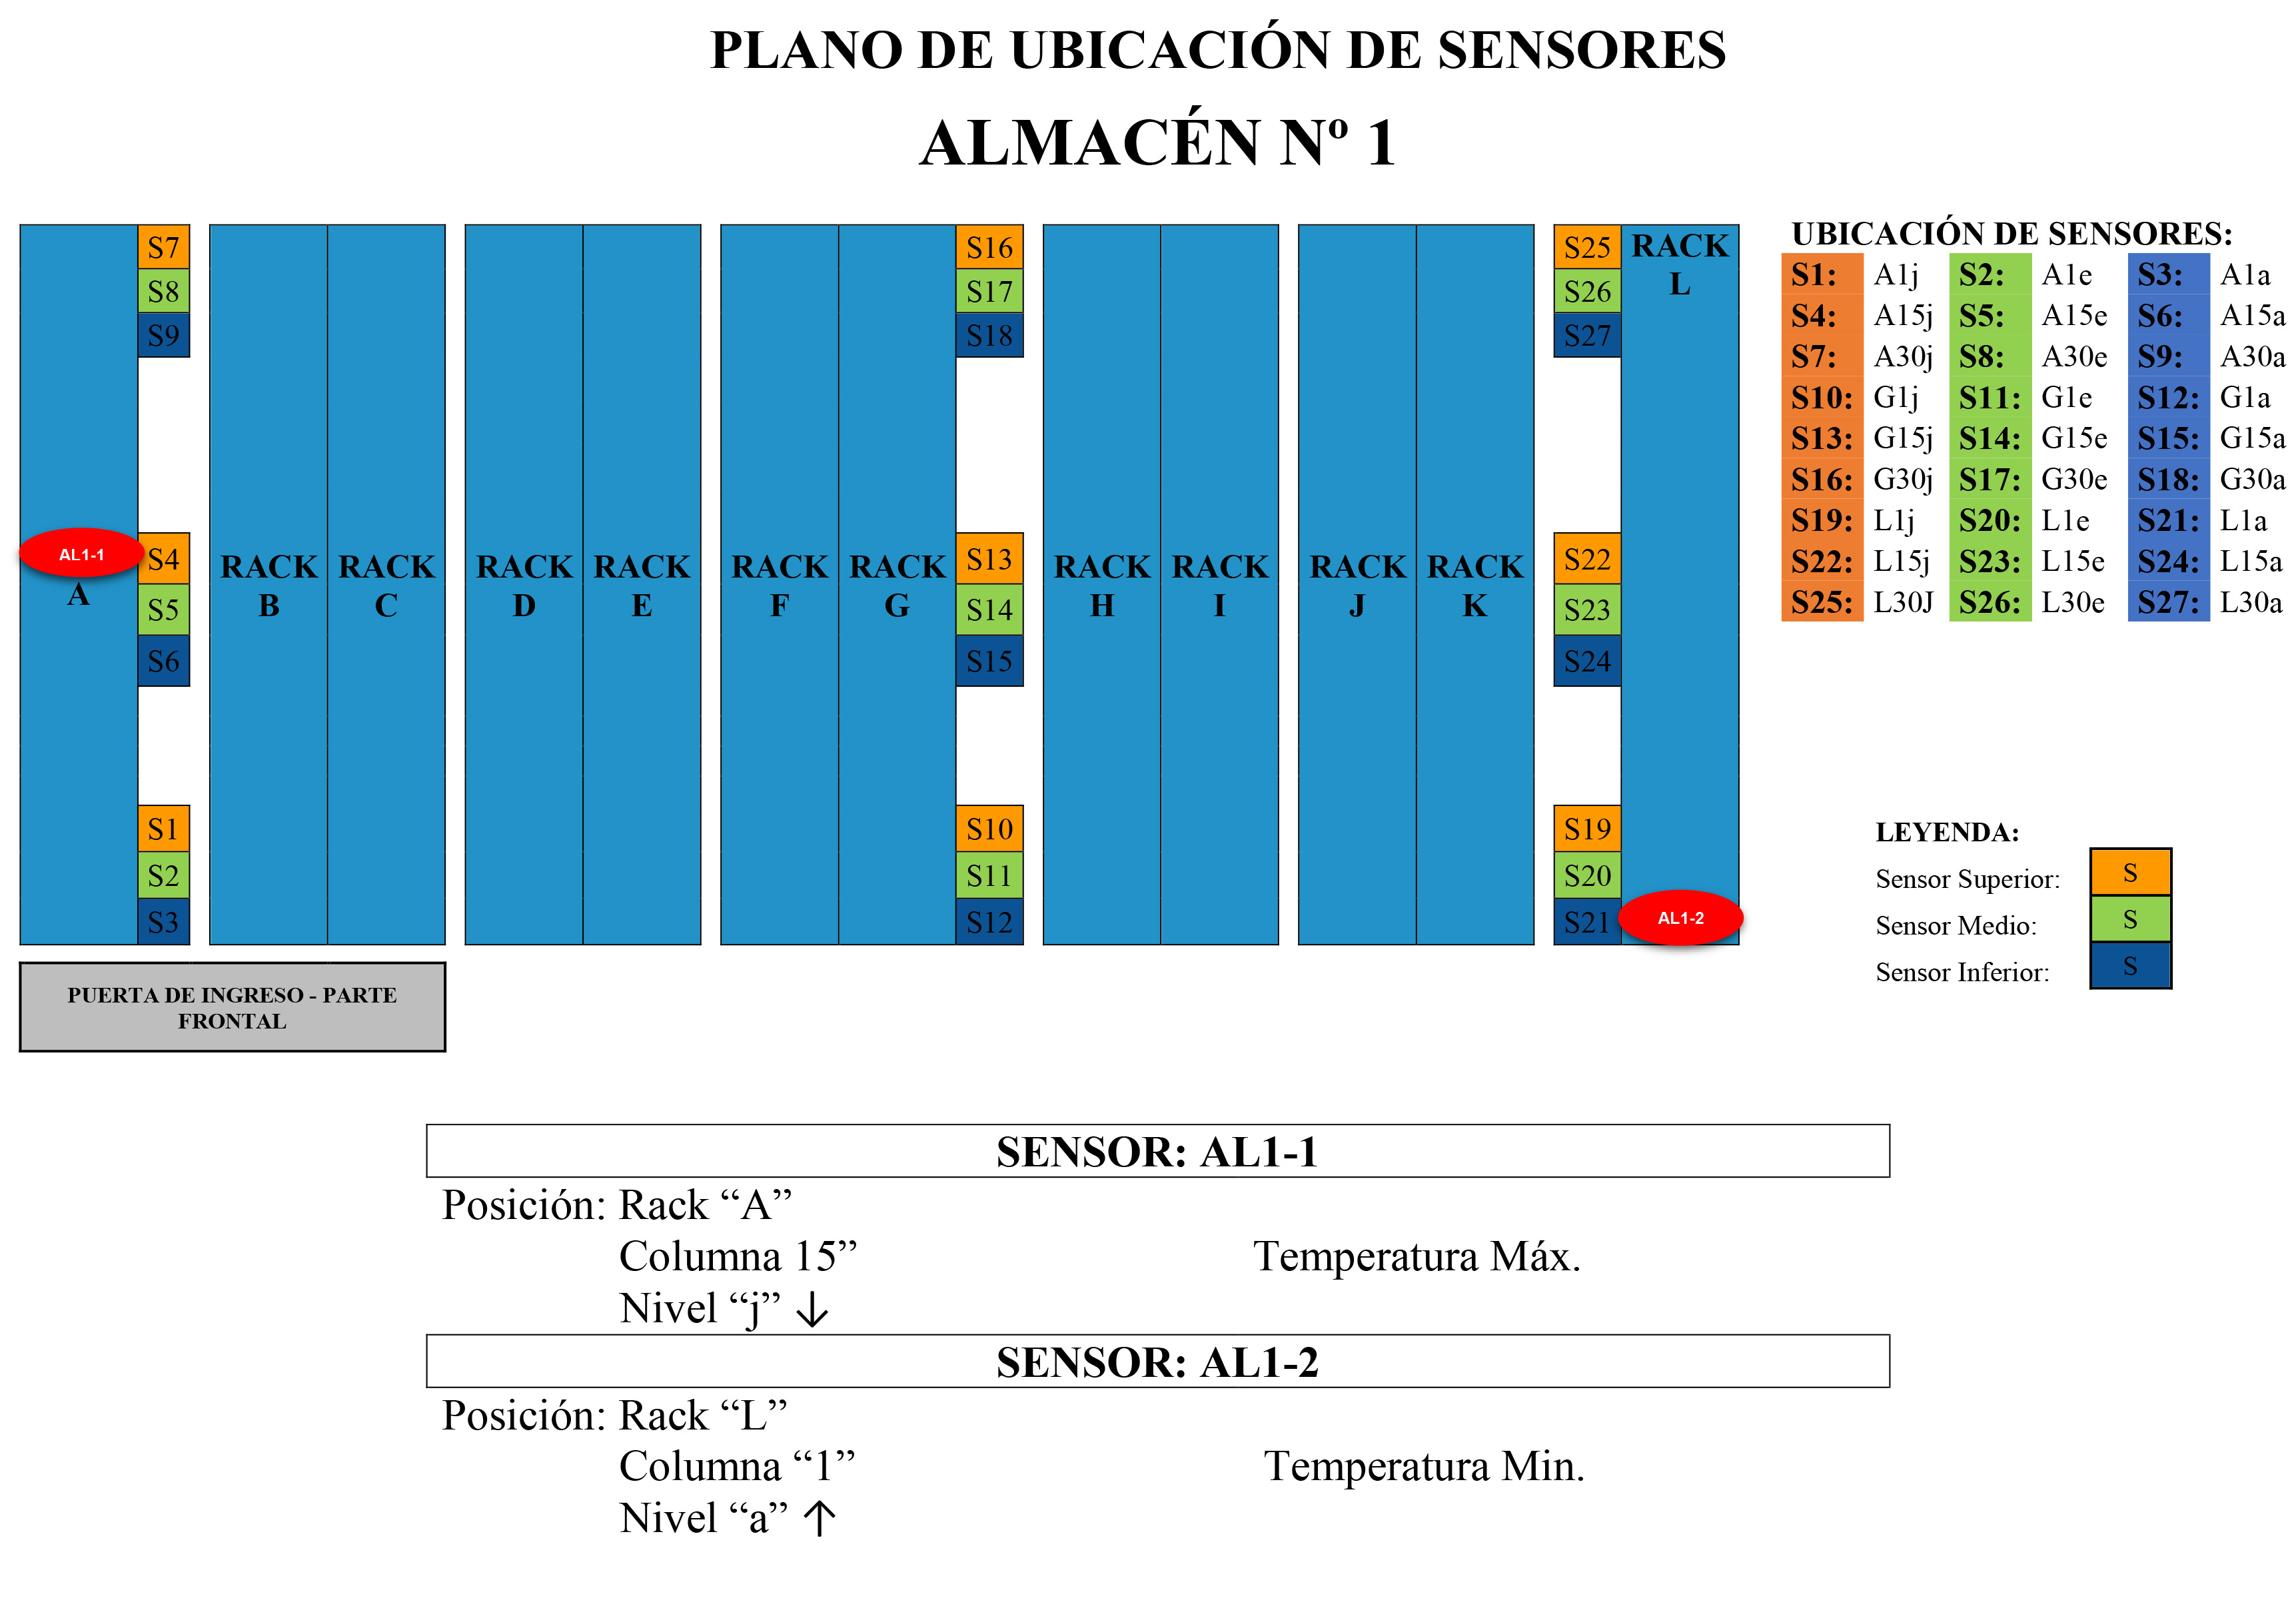 PLANO DE UBICACIÓN DE SENSORES
ALMACÉN Nº 1
S7
S8
S9
AL1-1
A
S4
S5
S6
S1
S2
S3
RACK
B
RACK
C
RACK
D
RACK
E
RACK
F
RACK
G
S16
S17
S18
S13
S14
S15
S10
S11
S12
RACK
H
RACK
I
RACK
J
RACK
K
S25
S26
S27
S22
S23
S24
S19
S20
S21
RACK
L
AL1-2
PUERTA DE INGRESO - PARTE
FRONTAL
UBICACIÓN DE SENSORES:
S1: A1j S2: A1e S3: A1a
S4: A15j S5: A15e S6: A15a
S7: A30j S8: A30e S9: A30a
S10: G1j S11: G1e S12: G1a
S13: G15j S14: G15e S15: G15a
S16: G30j S17: G30e S18: G30a
S19: L1j S20: L1e S21: L1a
S22: L15j S23: L15e S24: L15a
S25: L30J S26: L30e S27: L30a
LEYENDA:
Sensor Superior: S
Sensor Medio: S
Sensor Inferior: S
SENSOR: AL1-1
Posición: Rack “A”
Columna 15” Temperatura Máx.
Nivel “j” ↓
SENSOR: AL1-2
Posición: Rack “L”
Columna “1” Temperatura Min.
Nivel “a” ↑